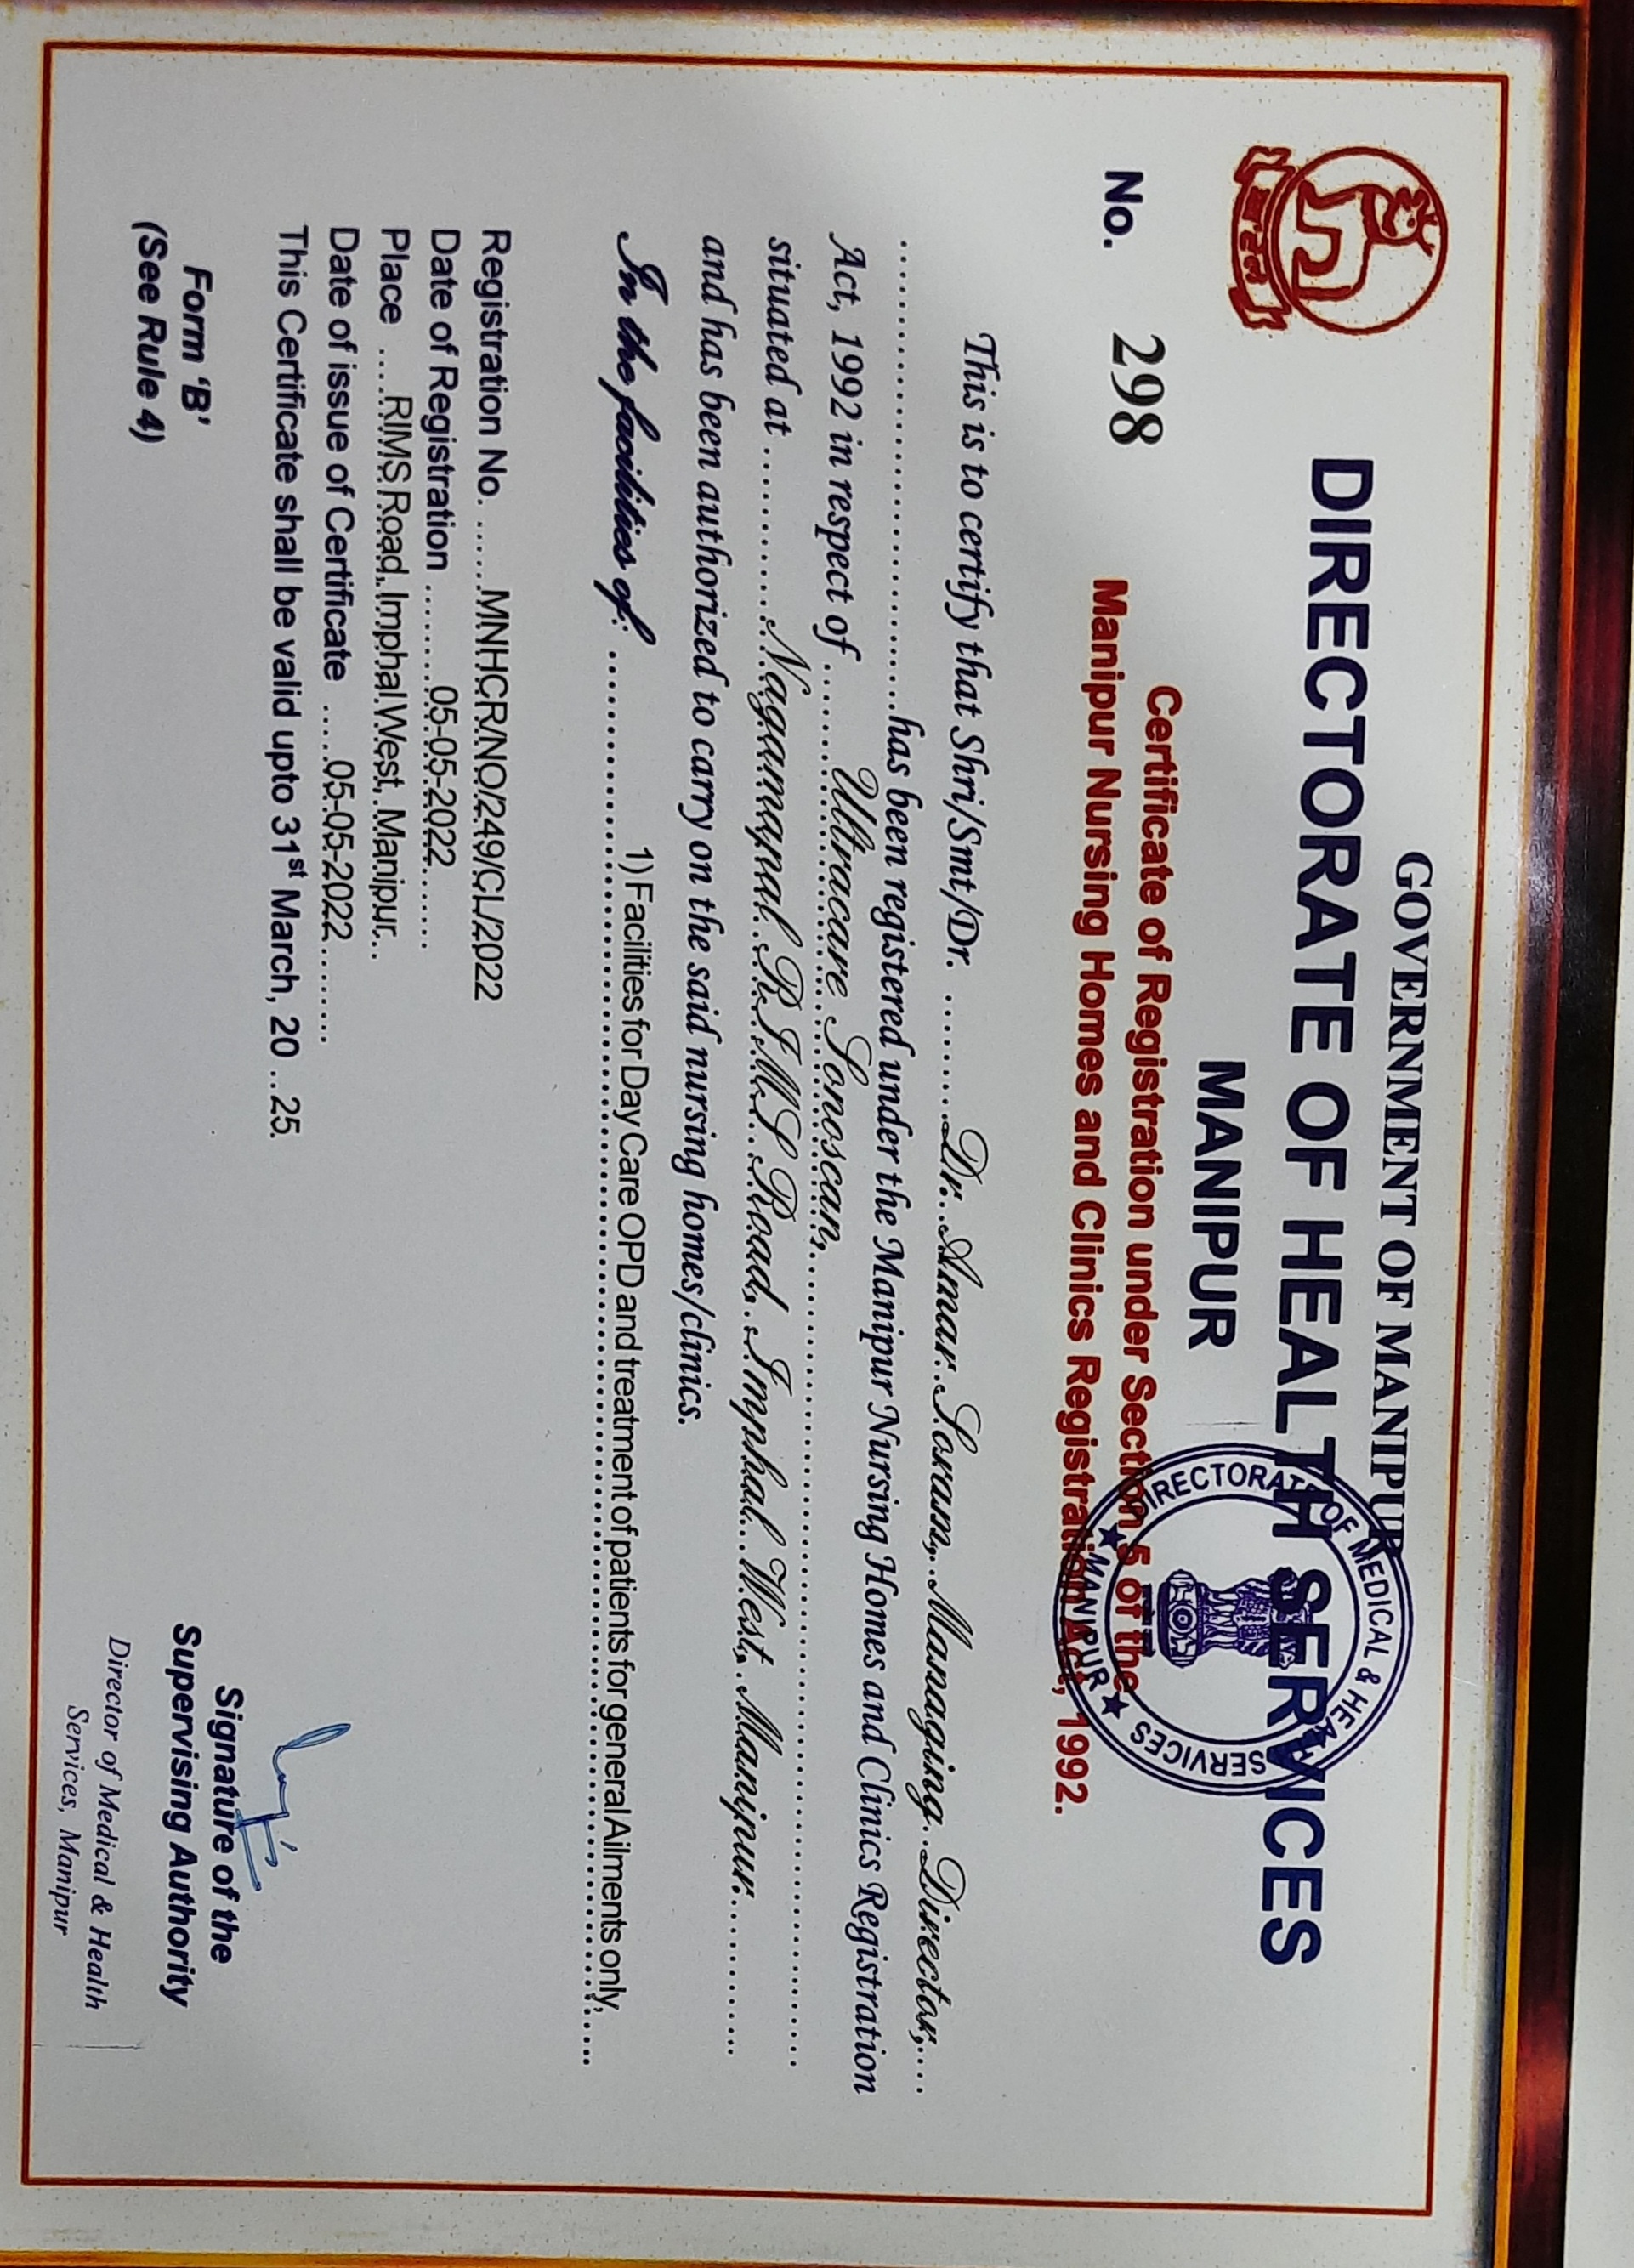 GOVERNMENT OF MANIPUR
DIRECTORATE OF HEALTH SERVICES
MANIPUR
Certificate of Registration under Section 5 of the
No. 298 Manipur Nursing Homes and Clinics Registration Act, 1992.
DIRECTORATE OF MEDICAL & HEALTH SERVICES
★ MANIPUR ★
This is to certify that Shri/Smt/Dr. ..........Dr. Amar Soram, Managing Director,....
..............................................has been registered under the Manipur Nursing Homes and Clinics Registration
Act, 1992 in respect of ..........Ultracare Sonoscan,..........................................
situated at ..............Nagamapal R.I.M.S Road, Imphal West, Manipur............
and has been authorized to carry on the said nursing homes/clinics.
In the facilities of: ....................1) Facilities for Day Care OPD and treatment of patients for general Ailments only.....
Registration No. ......MNHCR/NO/249/CL/2022
Date of Registration ..........05-05-2022........
Place .....RIMS Road, Imphal West, Manipur..
Date of issue of Certificate .....05-05-2022.........
This Certificate shall be valid upto 31st March, 20 ...25.
Form 'B'
(See Rule 4)
Signature of the
Supervising Authority
Director of Medical & Health
Services, Manipur